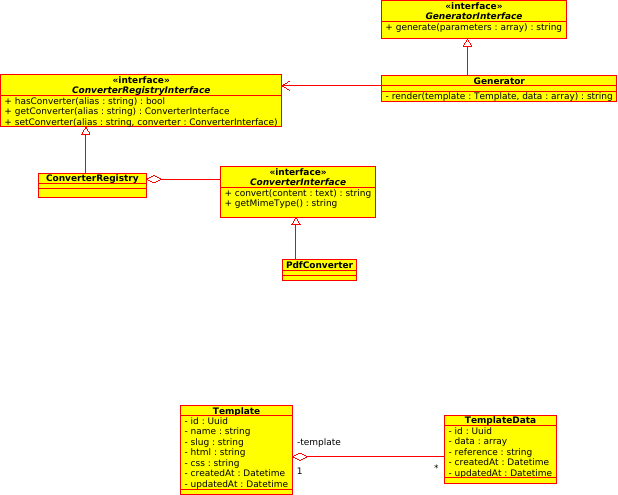 «interface»
GeneratorInterface
+ generate(parameters : array) : string
«interface»
ConverterRegistryInterface
+ hasConverter(alias : string) : bool
+ getConverter(alias : string) : ConverterInterface
+ setConverter(alias : string, converter : ConverterInterface)
Generator
- render(template : Template, data : array) : string
ConverterRegistry
«interface»
ConverterInterface
+ convert(content : text) : string
+ getMimeType() : string
PdfConverter
Template
- id : Uuid
- name : string
- slug : string
- html : string
- css : string
- createdAt : Datetime
- updatedAt : Datetime
-template
1
*
TemplateData
- id : Uuid
- data : array
- reference : string
- createdAt : Datetime
- updatedAt : Datetime